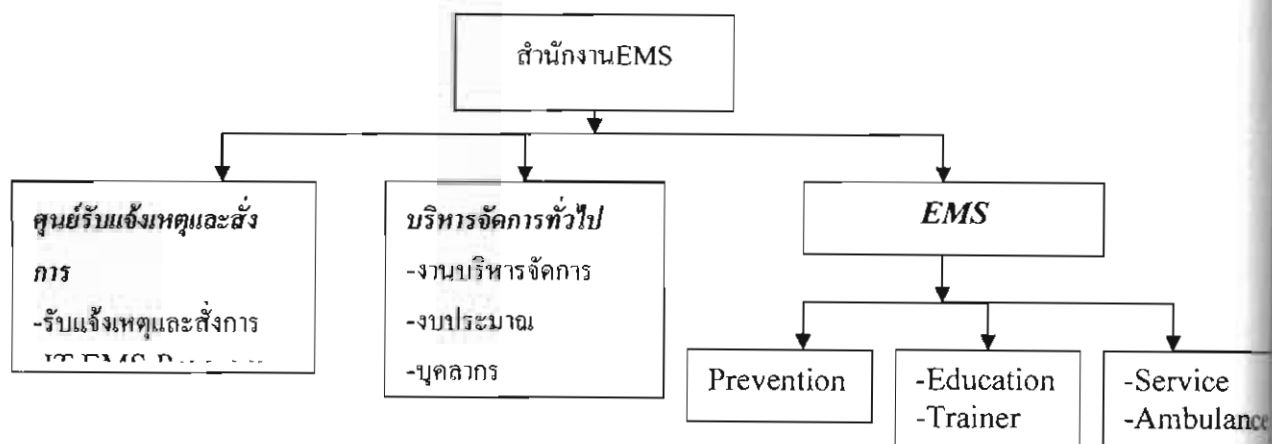 สำนักงานEMS
ศูนย์รับแจ้งเหตุและสั่ง
การ
-รับแจ้งเหตุและสั่งการ
บริหารจัดการทั่วไป
-งานบริหารจัดการ
-งบประมาณ
-บุคลากร
EMS
Prevention
-Education
-Trainer
-Service
-Ambulance